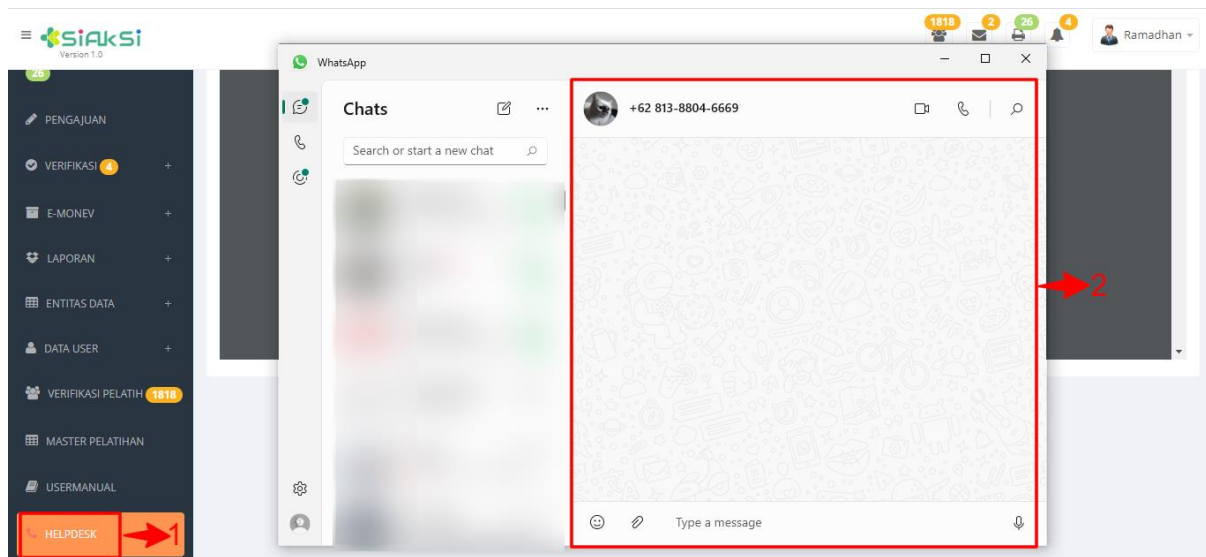 SiAkSi
Version 1.0
1818
2
26
4
Ramadhan
26
PENGAJUAN
VERIFIKASI 4 +
E-MONEV +
LAPORAN +
ENTITAS DATA +
DATA USER +
VERIFIKASI PELATIH 1818
MASTER PELATIHAN
USERMANUAL
HELPDESK
1
WhatsApp
Chats
Search or start a new chat
+62 813-8804-6669
Type a message
2